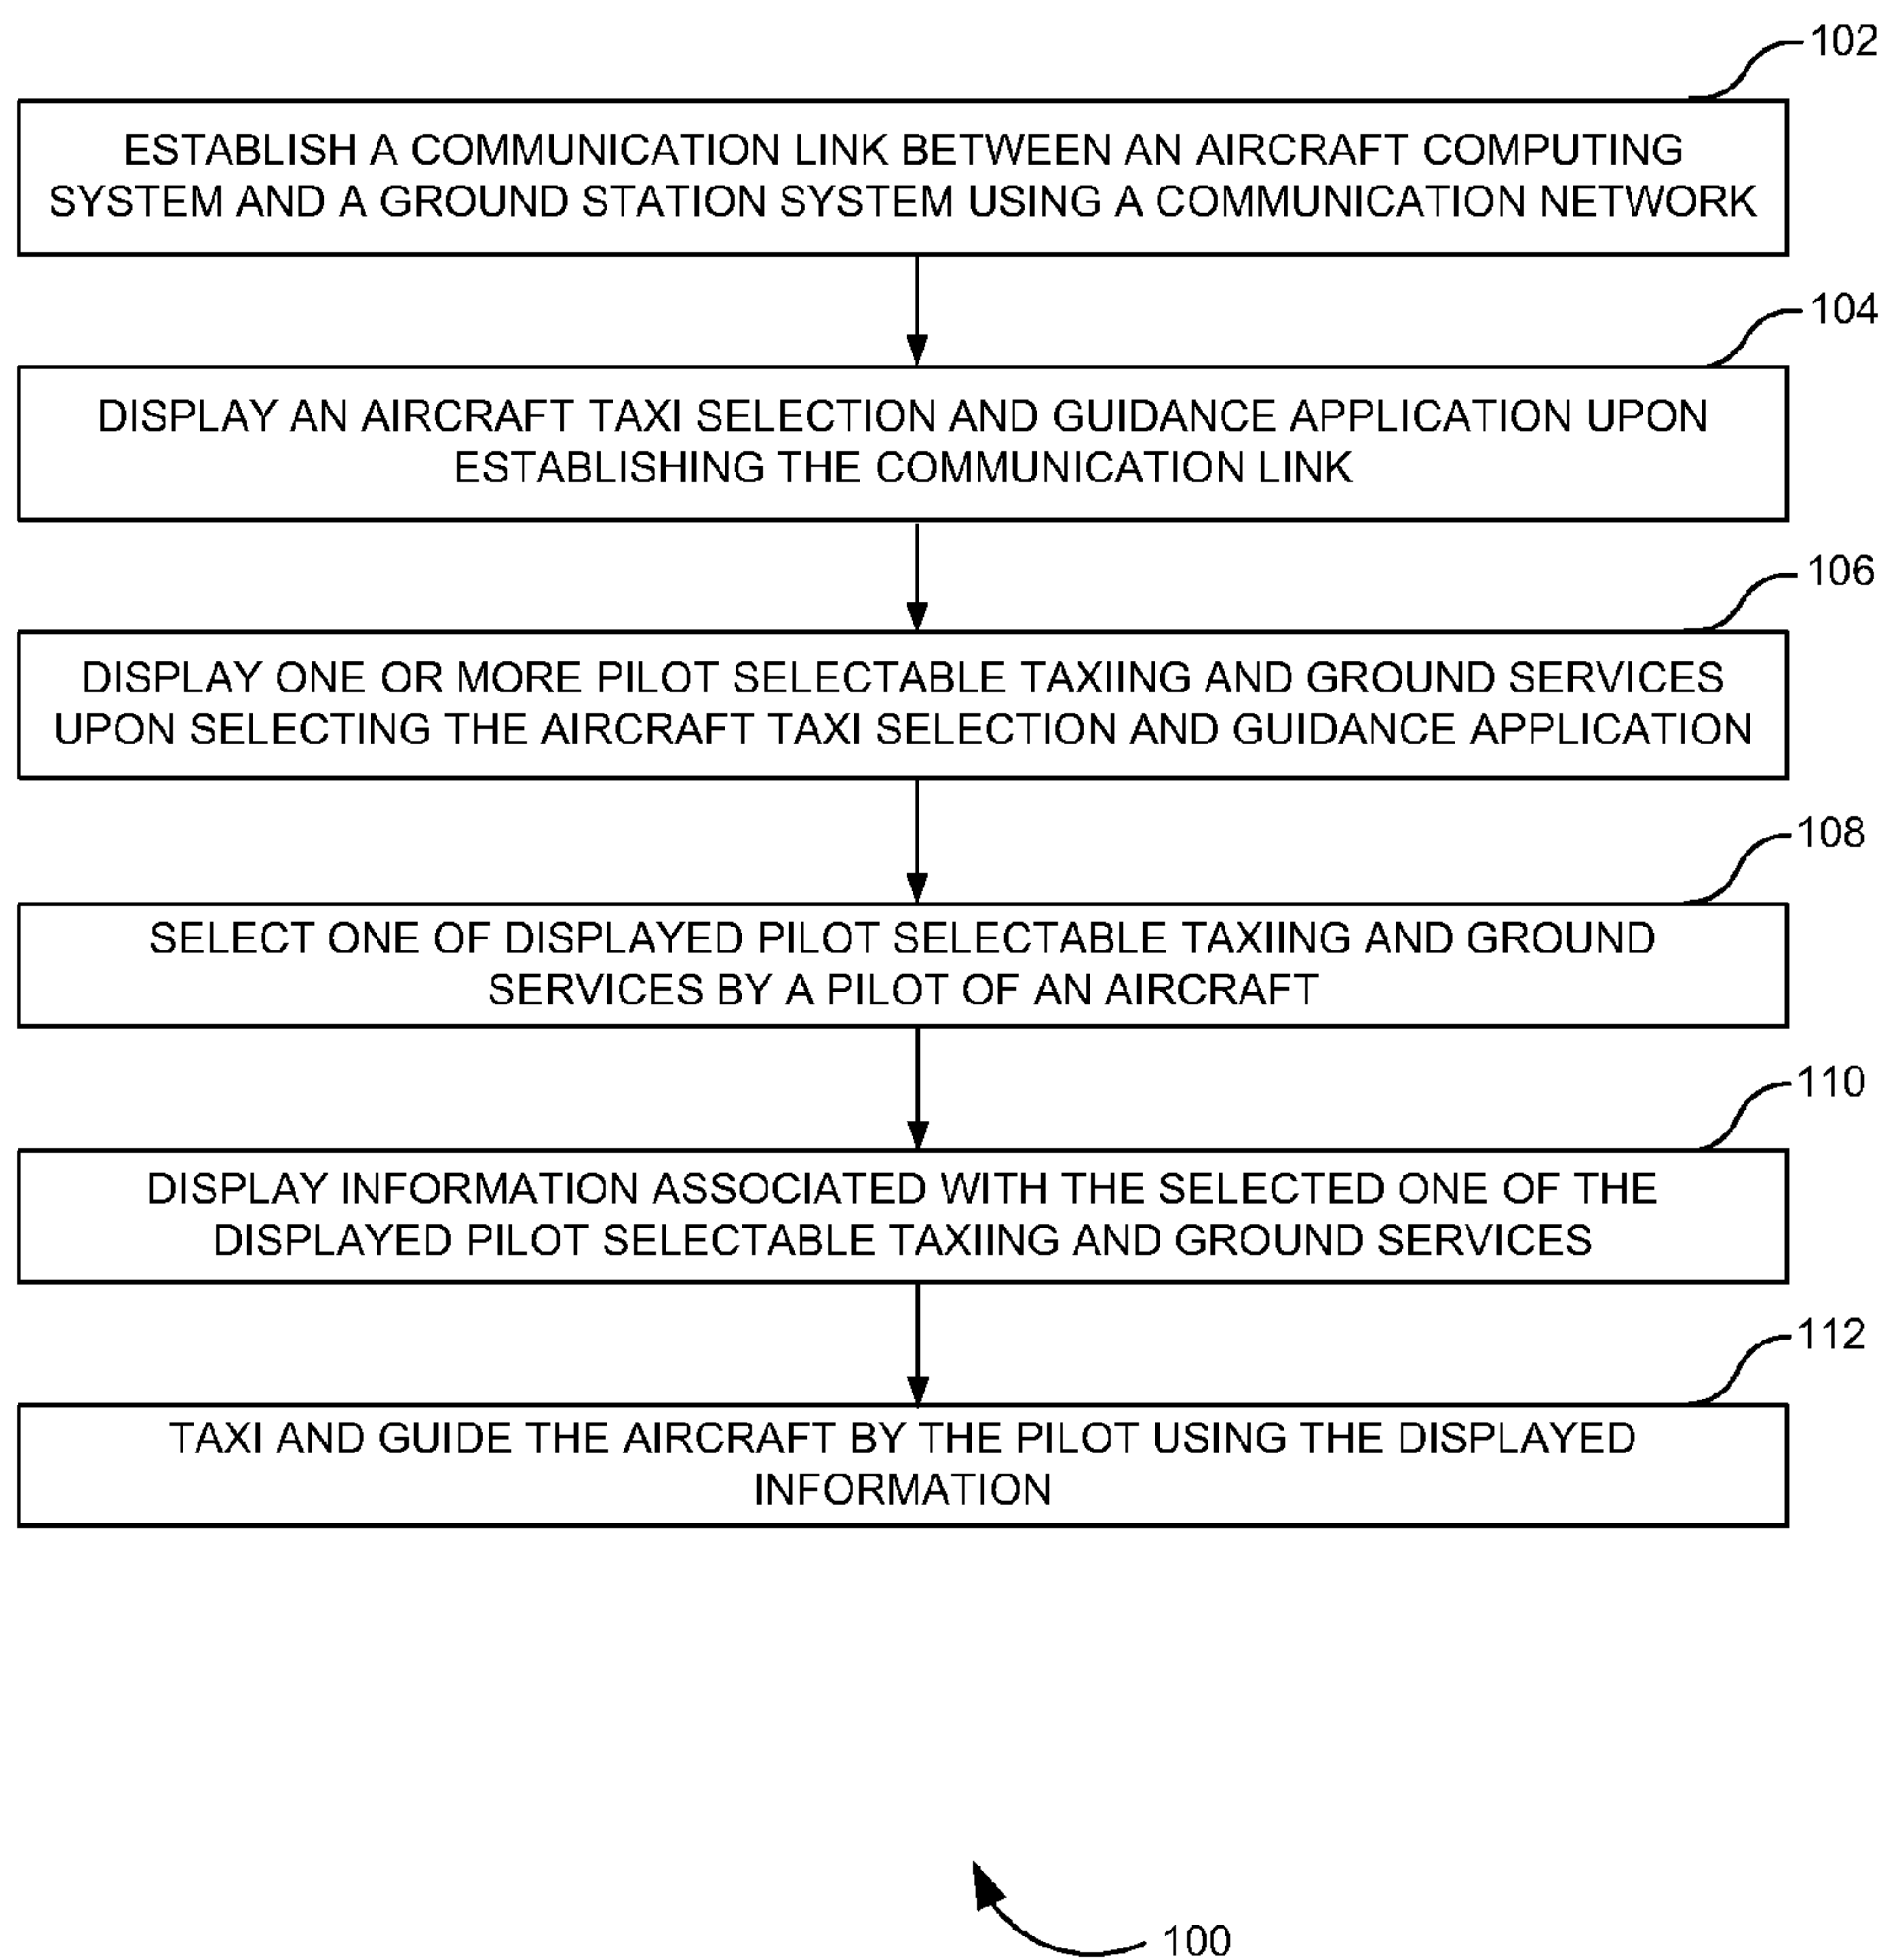 102
ESTABLISH A COMMUNICATION LINK BETWEEN AN AIRCRAFT COMPUTING
SYSTEM AND A GROUND STATION SYSTEM USING A COMMUNICATION NETWORK
104
DISPLAY AN AIRCRAFT TAXI SELECTION AND GUIDANCE APPLICATION UPON
ESTABLISHING THE COMMUNICATION LINK
106
DISPLAY ONE OR MORE PILOT SELECTABLE TAXIING AND GROUND SERVICES
UPON SELECTING THE AIRCRAFT TAXI SELECTION AND GUIDANCE APPLICATION
108
SELECT ONE OF DISPLAYED PILOT SELECTABLE TAXIING AND GROUND
SERVICES BY A PILOT OF AN AIRCRAFT
110
DISPLAY INFORMATION ASSOCIATED WITH THE SELECTED ONE OF THE
DISPLAYED PILOT SELECTABLE TAXIING AND GROUND SERVICES
112
TAXI AND GUIDE THE AIRCRAFT BY THE PILOT USING THE DISPLAYED
INFORMATION
100